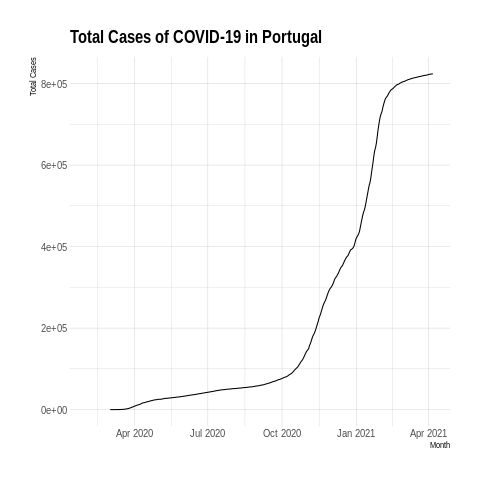 Total Cases of COVID-19 in Portugal
Total Cases
8e+05
6e+05
4e+05
2e+05
0e+00
Apr 2020 Jul 2020 Oct 2020 Jan 2021 Apr 2021
Month